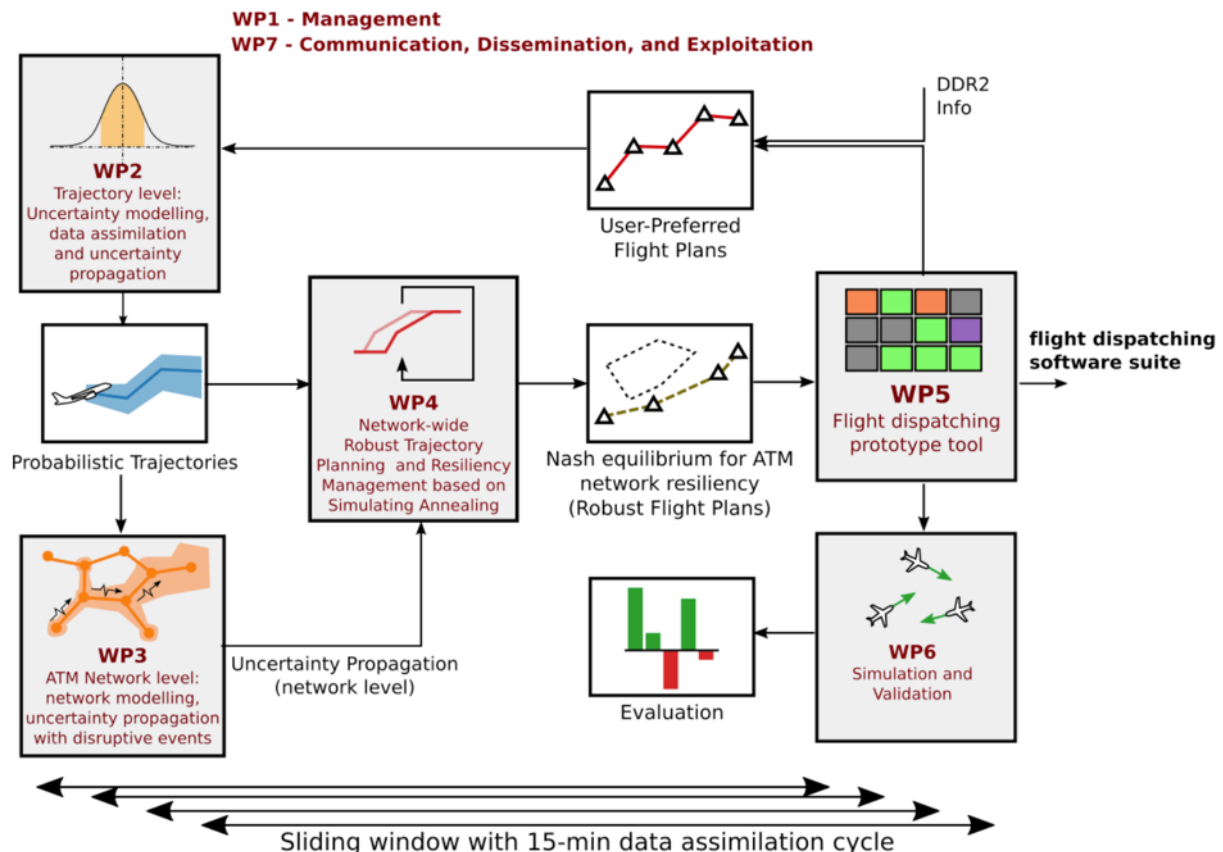 WP1 - Management
WP7 - Communication, Dissemination, and Exploitation
DDR2
Info
WP2
Trajectory level:
Uncertainty modelling,
data assimilation
and uncertainty
propagation
User-Preferred
Flight Plans
flight dispatching
software suite
WP4
Network-wide
Robust Trajectory
Planning and Resiliency
Management based on
Simulating Annealing
WP5
Flight dispatching
prototype tool
Probabilistic Trajectories
Nash equilibrium for ATM
network resiliency
(Robust Flight Plans)
WP3
ATM Network level:
network modelling,
uncertainty propagation
with disruptive events
Uncertainty Propagation
(network level)
Evaluation
WP6
Simulation and
Validation
Sliding window with 15-min data assimilation cycle